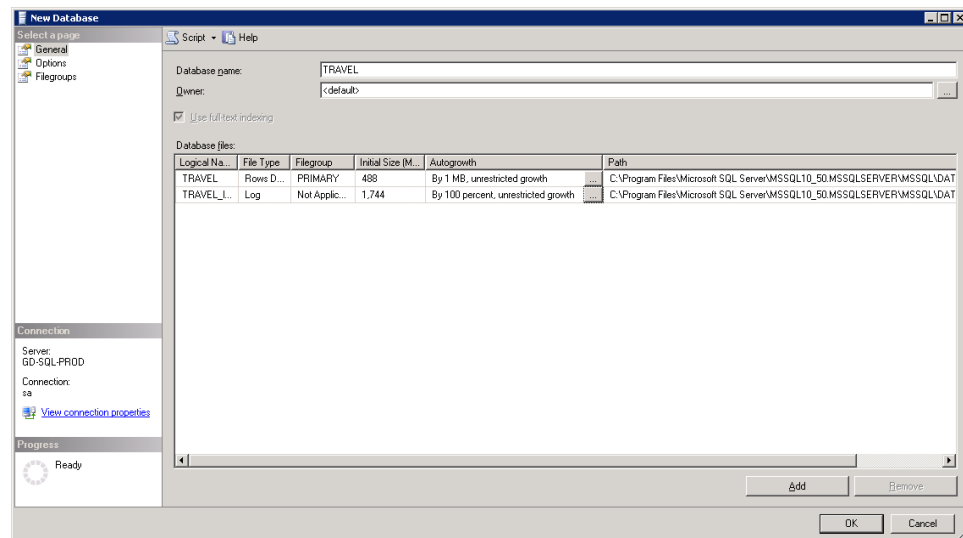 New Database
Select a page
General
Options
Filegroups
Script Help
Database name: TRAVEL
Owner: <default> ...
Use full-text indexing
Database files:
Logical Na... File Type Filegroup Initial Size (M... Autogrowth Path
TRAVEL Rows D... PRIMARY 488 By 1 MB, unrestricted growth ... C:\Program Files\Microsoft SQL Server\MSSQL10_50.MSSQLSERVER\MSSQL\DAT
TRAVEL_l... Log Not Applic... 1,744 By 100 percent, unrestricted growth ... C:\Program Files\Microsoft SQL Server\MSSQL10_50.MSSQLSERVER\MSSQL\DAT
Connection
Server:
GD-SQL-PROD
Connection:
sa
View connection properties
Progress
Ready
Add Remove
OK Cancel